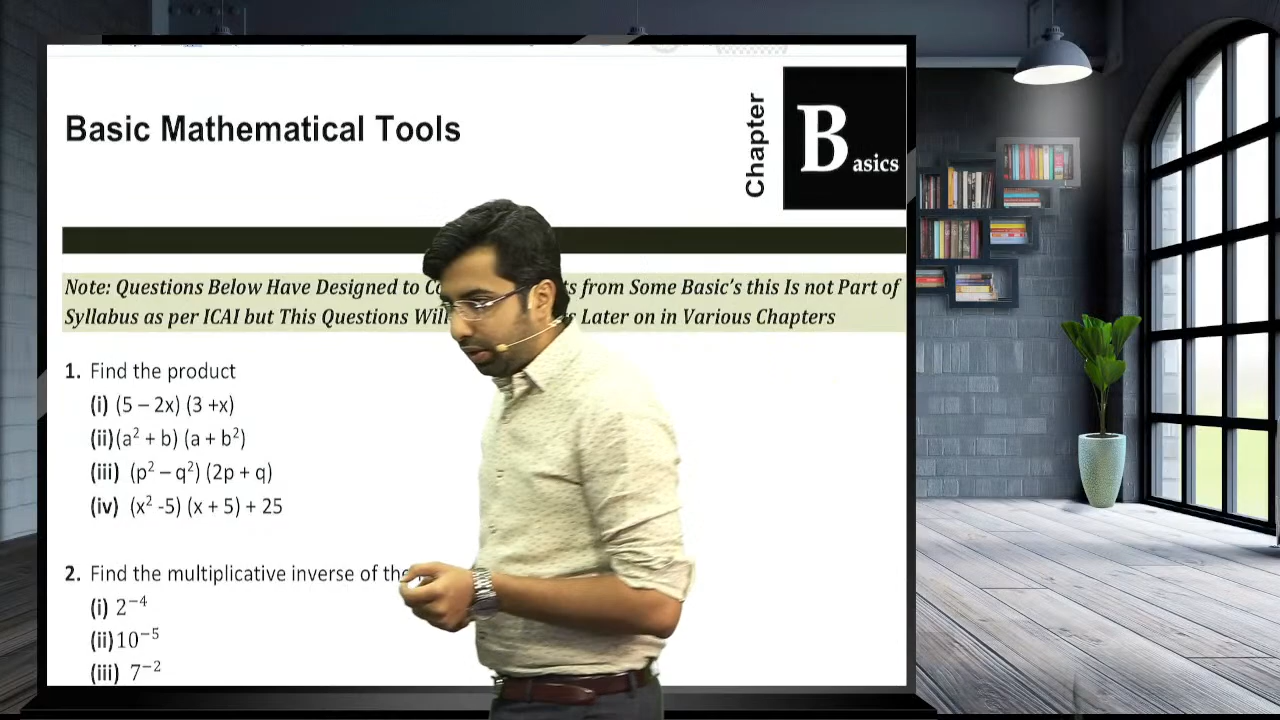 Basic Mathematical Tools
Chapter
Basics
Note: Questions Below Have Designed to from Some Basic's this Is not Part of
Syllabus as per ICAI but This Questions Later on in Various Chapters
1. Find the product
(i) (5 – 2x) (3 +x)
(ii)(a² + b) (a + b²)
(iii) (p² – q²) (2p + q)
(iv) (x² -5) (x + 5) + 25
2. Find the multiplicative inverse of
(i) 2⁻⁴
(ii)10⁻⁵
(iii) 7⁻²